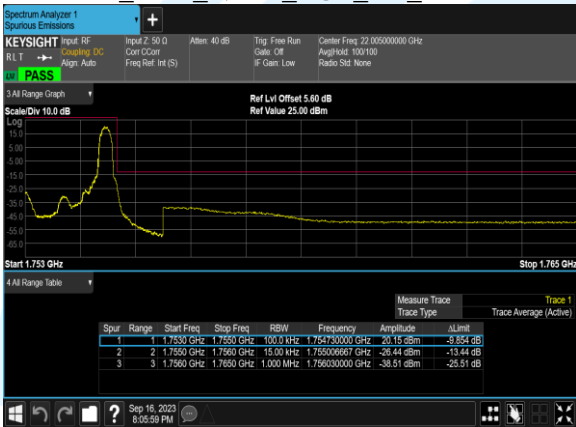 Spectrum Analyzer 1
Spurious Emissions
+
KEYSIGHT Input: RF Input Z: 50 Ω Atten: 40 dB Trig: Free Run Center Freq: 22.005000000 GHz
RLT Coupling: DC Corr CCorr Gate: Off Avg|Hold: 100/100
Align: Auto Freq Ref: Int (S) IF Gain: Low Radio Std: None
LW PASS
3 All Range Graph
Ref Lvl Offset 5.60 dB
Scale/Div 10.0 dB Ref Value 25.00 dBm
Log
15.0
5.00
-5.00
-15.0
-25.0
-35.0
-45.0
-55.0
-65.0
Start 1.753 GHz Stop 1.765 GHz
4 All Range Table
Measure Trace Trace 1
Trace Type Trace Average (Active)
Spur Range Start Freq Stop Freq RBW Frequency Amplitude ΔLimit
1 1 1.7530 GHz 1.7550 GHz 100.0 kHz 1.754730000 GHz 20.15 dBm -9.854 dB
2 2 1.7550 GHz 1.7560 GHz 15.00 kHz 1.755006667 GHz -26.44 dBm -13.44 dB
3 3 1.7560 GHz 1.7650 GHz 1.000 MHz 1.756030000 GHz -38.51 dBm -25.51 dB
? Sep 16, 2023
8:05:59 PM